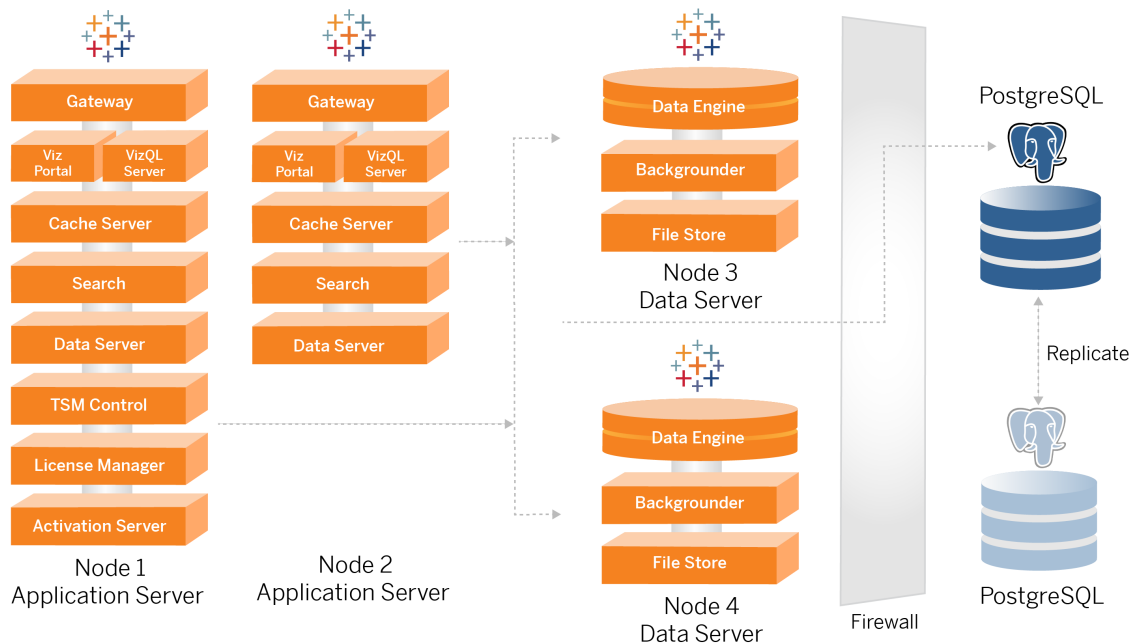 Gateway
Viz
Portal
VizQL
Server
Cache Server
Search
Data Server
TSM Control
License Manager
Activation Server
Node 1
Application Server
Gateway
Viz
Portal
VizQL
Server
Cache Server
Search
Data Server
Node 2
Application Server
Data Engine
Backgrounder
File Store
Node 3
Data Server
Data Engine
Backgrounder
File Store
Node 4
Data Server
Firewall
PostgreSQL
Replicate
PostgreSQL